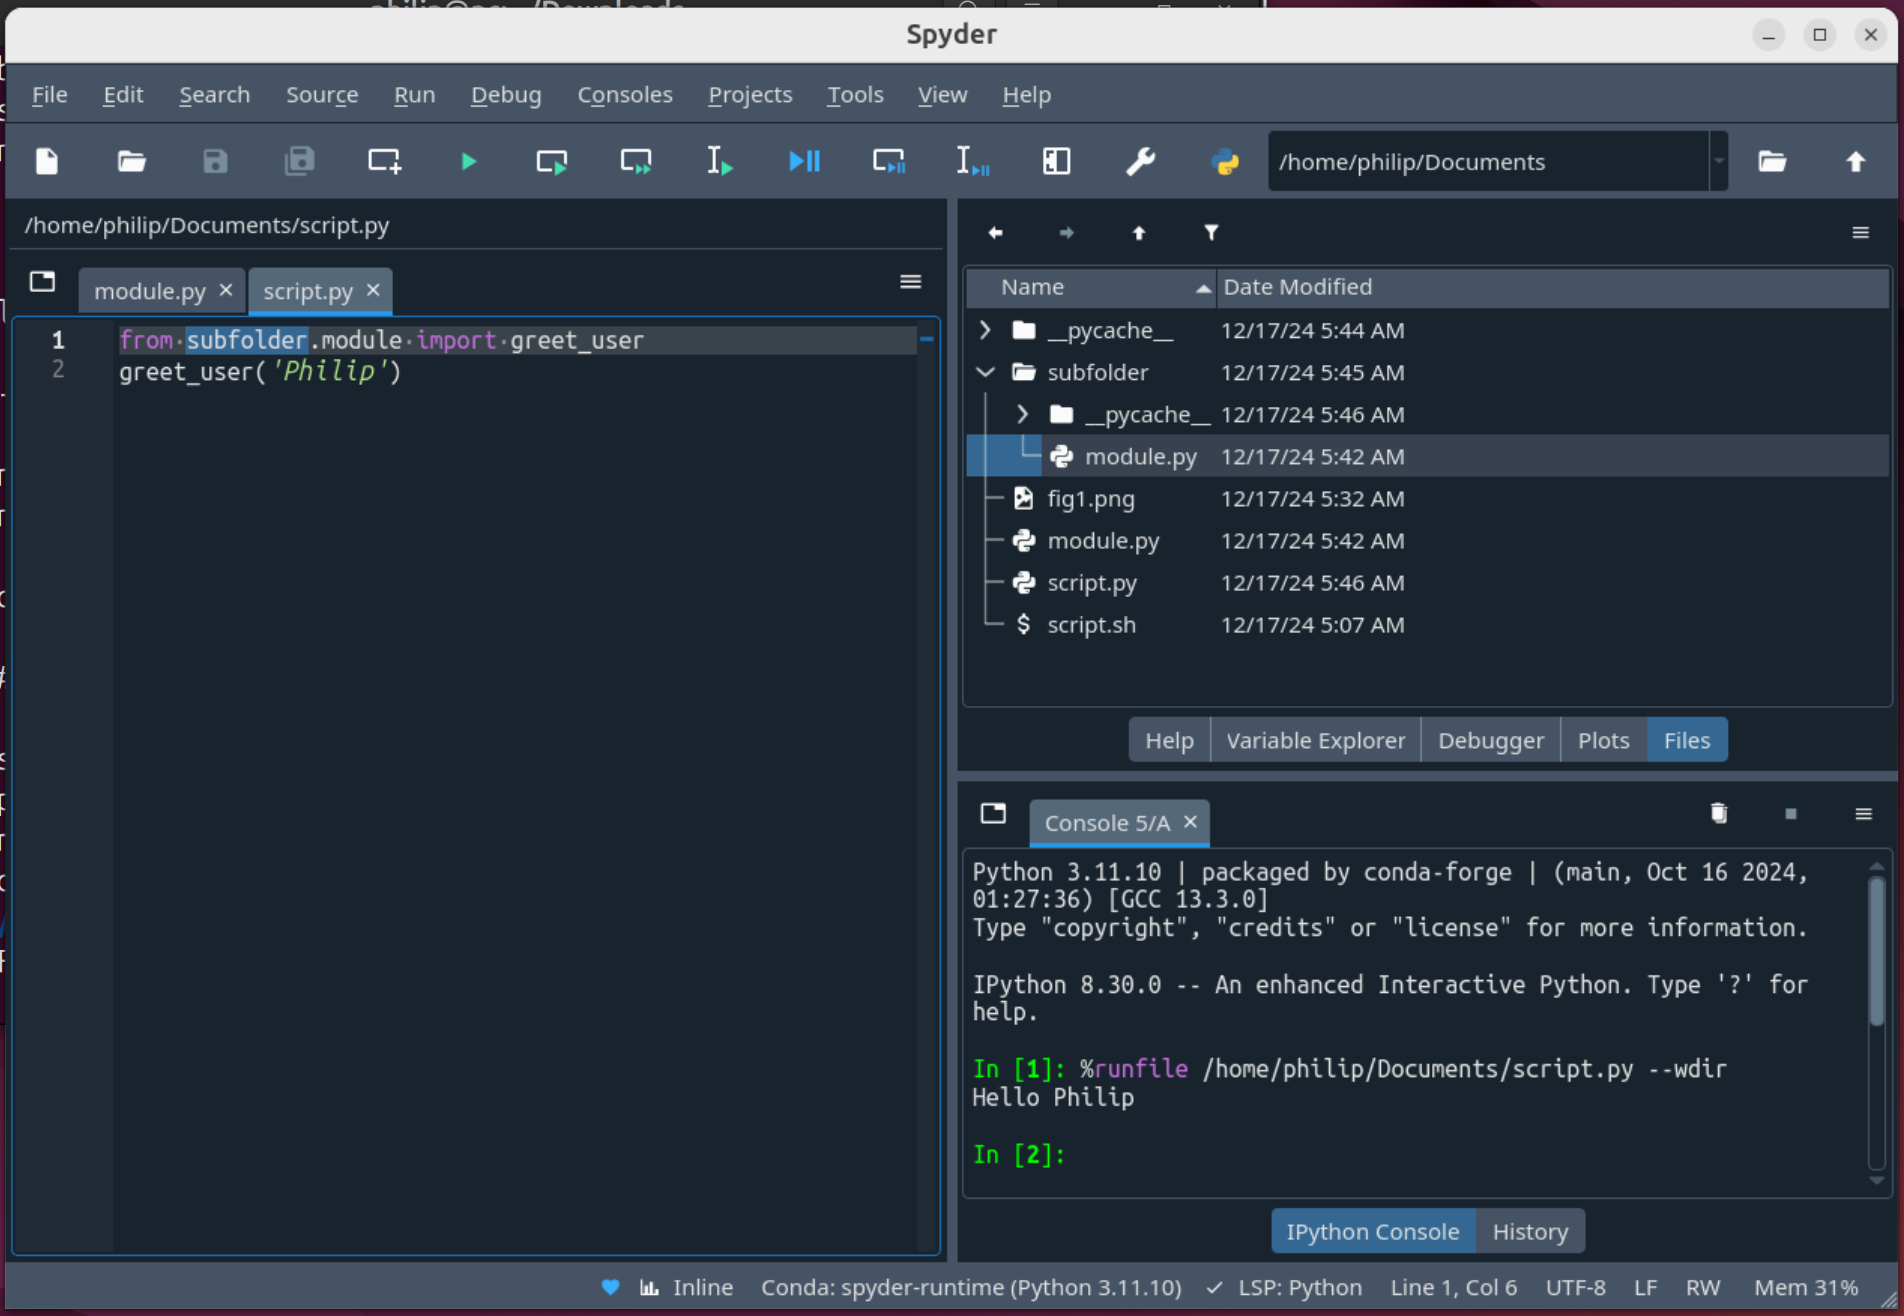 Spyder
File Edit Search Source Run Debug Consoles Projects Tools View Help
/home/philip/Documents
/home/philip/Documents/script.py
module.py script.py
1 from subfolder.module import greet_user
2 greet_user('Philip')
Name Date Modified
__pycache__ 12/17/24 5:44 AM
subfolder 12/17/24 5:45 AM
__pycache__ 12/17/24 5:46 AM
module.py 12/17/24 5:42 AM
fig1.png 12/17/24 5:32 AM
module.py 12/17/24 5:42 AM
script.py 12/17/24 5:46 AM
$ script.sh 12/17/24 5:07 AM
Help Variable Explorer Debugger Plots Files
Console 5/A
Python 3.11.10 | packaged by conda-forge | (main, Oct 16 2024,
01:27:36) [GCC 13.3.0]
Type "copyright", "credits" or "license" for more information.
IPython 8.30.0 -- An enhanced Interactive Python. Type '?' for
help.
In [1]: %runfile /home/philip/Documents/script.py --wdir
Hello Philip
In [2]:
IPython Console History
Inline Conda: spyder-runtime (Python 3.11.10) LSP: Python Line 1, Col 6 UTF-8 LF RW Mem 31%